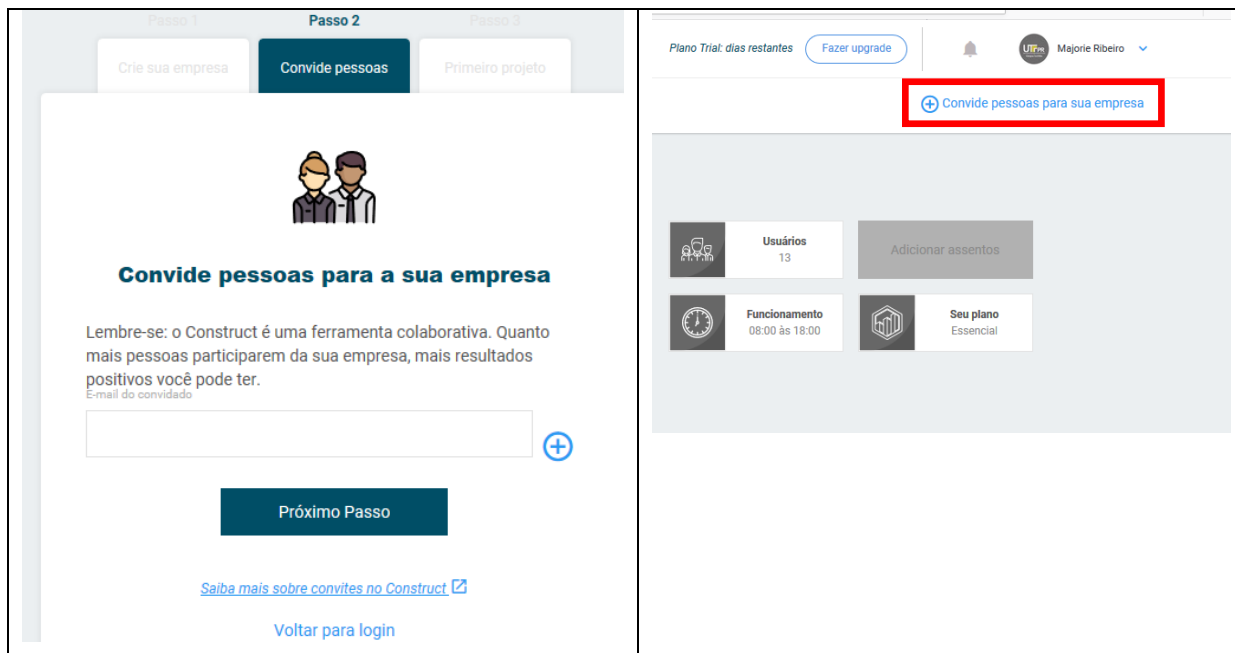 Passo 1
Passo 2
Passo 3
Crie sua empresa
Convide pessoas
Primeiro projeto
Convide pessoas para a sua empresa
Lembre-se: o Construct é uma ferramenta colaborativa. Quanto
mais pessoas participarem da sua empresa, mais resultados
positivos você pode ter.
E-mail do convidado
Próximo Passo
Saiba mais sobre convites no Construct
Voltar para login
Plano Trial: dias restantes
Fazer upgrade
UTFPR
Majorie Ribeiro
Convide pessoas para sua empresa
Usuários
13
Adicionar assentos
Funcionamento
08:00 às 18:00
Seu plano
Essencial